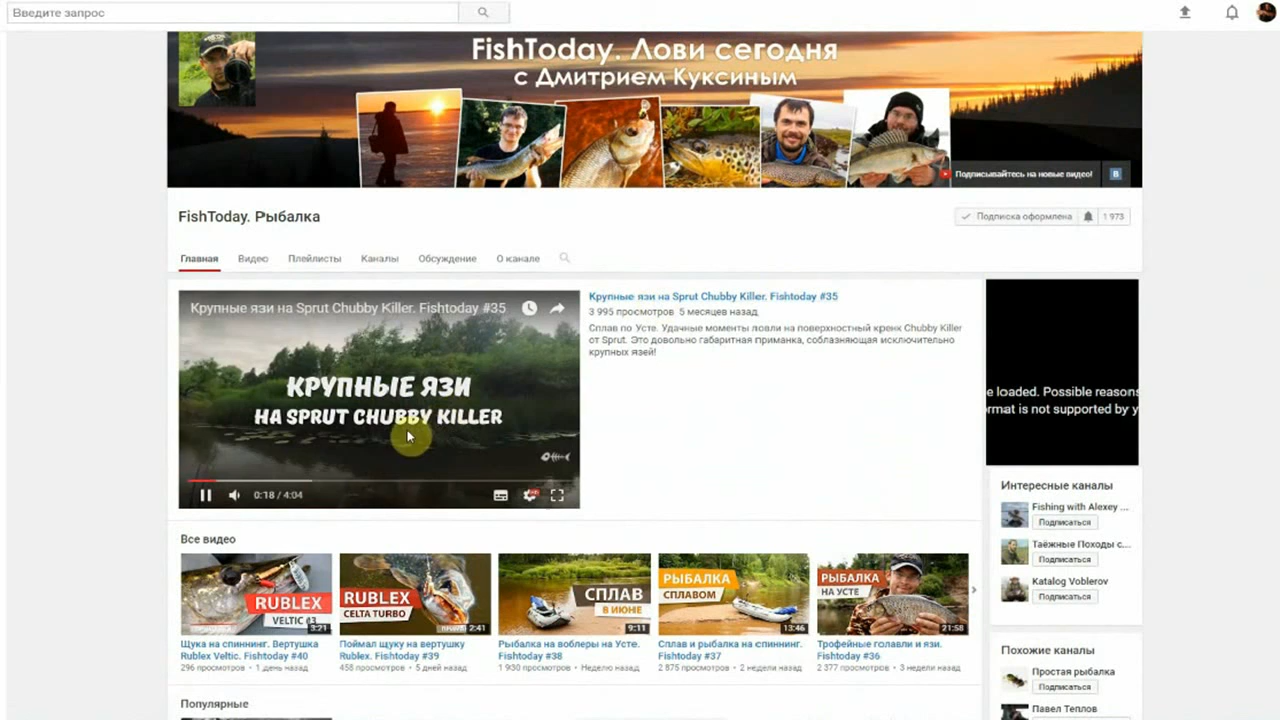 Введите запрос
FishToday. Лови сегодня
с Дмитрием Куксиным
Подписывайтесь на новые видео!
B
FishToday. Рыбалка
Подписка оформлена
1 973
Главная
Видео
Плейлисты
Каналы
Обсуждение
О канале
Крупные язи на Sprut Chubby Killer. Fishtoday #35
КРУПНЫЕ ЯЗИ
НА SPRUT CHUBBY KILLER
0:18 / 4:04
Крупные язи на Sprut Chubby Killer. Fishtoday #35
3 995 просмотров 5 месяцев назад
Сплав по Усте. Удачные моменты ловли на поверхностный кренк Chubby Killer
от Sprut. Это довольно габаритная приманка, соблазняющая исключительно
крупных язей!
e loaded. Possible reasons
ormat is not supported by y
Интересные каналы
Fishing with Alexey ...
Подписаться
Таёжные Походы с...
Подписаться
Katalog Voblerov
Подписаться
Похожие каналы
Простая рыбалка
Подписаться
Павел Теплов
Все видео
RUBLEX
VELTIC #3
3:21
Щука на спиннинг. Вертушка
Rublex Veltic. Fishtoday #40
296 просмотров • 1 день назад
RUBLEX
CELTA TURBO
2:41
Поймал щуку на вертушку
Rublex. Fishtoday #39
458 просмотров • 5 дней назад
СПЛАВ
В ИЮНЕ
9:11
Рыбалка на воблеры на Усте.
Fishtoday #38
1 930 просмотров • Неделю назад
РЫБАЛКА
СПЛАВОМ
13:46
Сплав и рыбалка на спиннинг.
Fishtoday #37
2 875 просмотров • 2 недели назад
РЫБАЛКА
НА УСТЕ
21:58
Трофейные голавли и язи.
Fishtoday #36
2 377 просмотров • 3 недели назад
Популярные